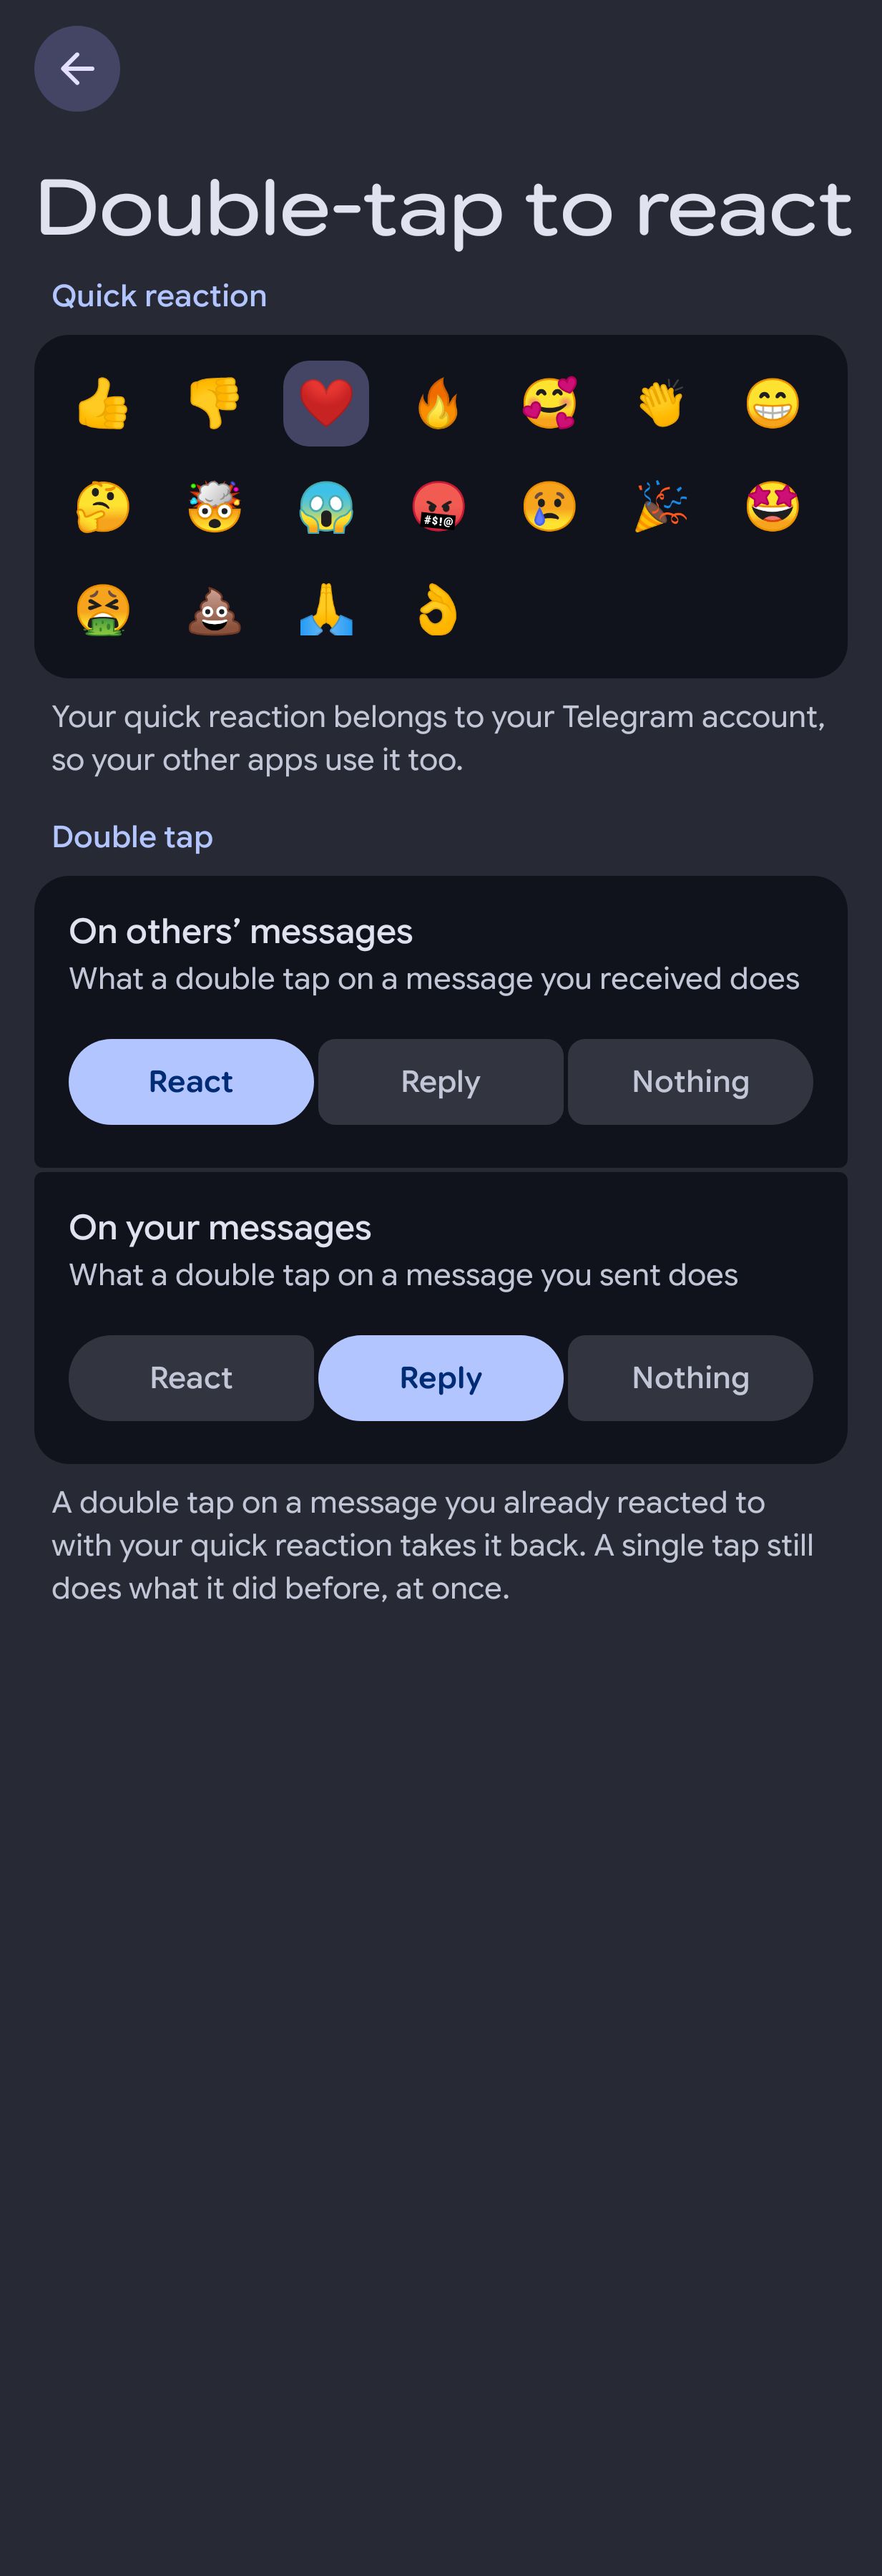 Double-tap to react
Quick reaction
#$!@
Your quick reaction belongs to your Telegram account,
so your other apps use it too.
Double tap
On others’ messages
What a double tap on a message you received does
React Reply Nothing
On your messages
What a double tap on a message you sent does
React Reply Nothing
A double tap on a message you already reacted to
with your quick reaction takes it back. A single tap still
does what it did before, at once.